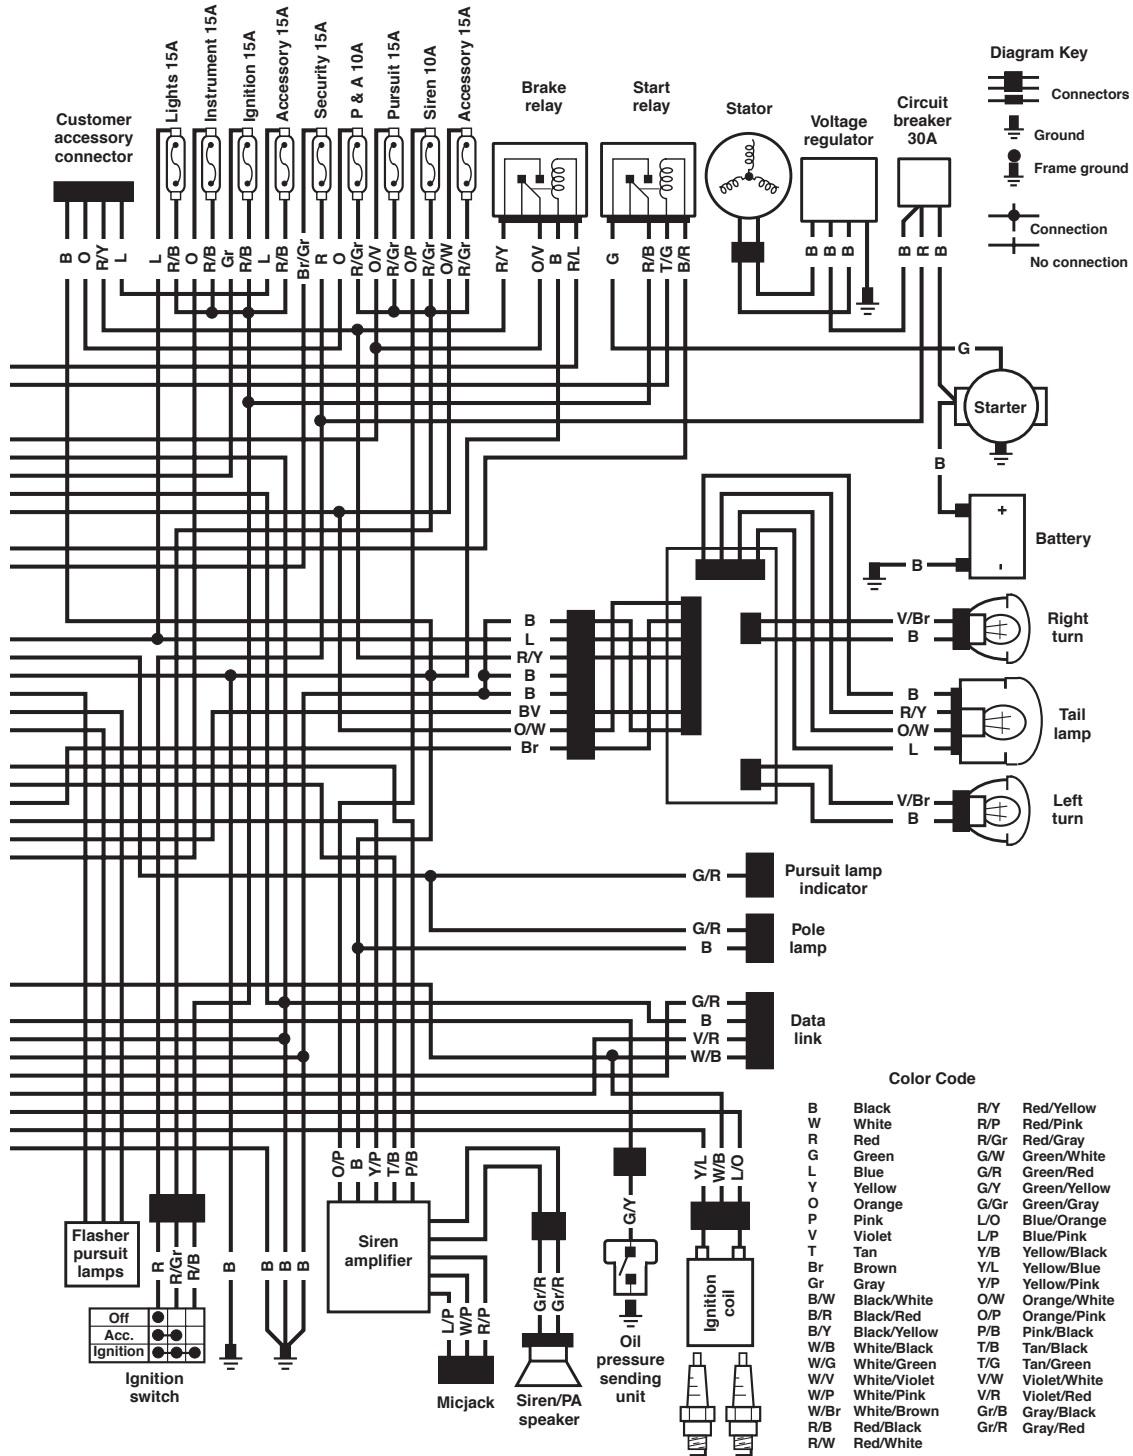 Lights 15A
Instrument 15A
Ignition 15A
Accessory 15A
Security 15A
P & A 10A
Pursuit 15A
Siren 10A
Accessory 15A
Customer
accessory
connector
Brake
relay
Start
relay
Stator
Voltage
regulator
Circuit
breaker
30A
Diagram Key
Connectors
Ground
Frame ground
Connection
No connection
B
O
R/Y
L
L
R/B
O
R/B
Gr
R/B
L
R/B
Br/Gr
R
O
R/Gr
O/V
R/Gr
O/P
R/Gr
O/W
R/Gr
R/Y
O/V
B
R/L
G
R/B
T/G
B/R
B
B
B
B
R
B
G
Starter
B
+
-
Battery
B
V/Br
B
Right
turn
B
R/Y
O/W
L
Tail
lamp
V/Br
B
Left
turn
B
L
R/Y
B
B
BV
O/W
Br
G/R
Pursuit lamp
indicator
G/R
B
Pole
lamp
G/R
B
V/R
W/B
Data
link
O/P
B
Y/P
T/B
P/B
Y/L
W/B
L/O
Flasher
pursuit
lamps
R
R/Gr
R/B
B
B
B
B
Off
Acc.
Ignition
Ignition
switch
Siren
amplifier
L/P
W/P
R/P
Micjack
Gr/R
Gr/R
Siren/PA
speaker
G/Y
Oil
pressure
sending
unit
Ignition
coil
Color Code
B Black
W White
R Red
G Green
L Blue
Y Yellow
O Orange
P Pink
V Violet
T Tan
Br Brown
Gr Gray
B/W Black/White
B/R Black/Red
B/Y Black/Yellow
W/B White/Black
W/G White/Green
W/V White/Violet
W/P White/Pink
W/Br White/Brown
R/B Red/Black
R/W Red/White
R/Y Red/Yellow
R/P Red/Pink
R/Gr Red/Gray
G/W Green/White
G/R Green/Red
G/Y Green/Yellow
G/Gr Green/Gray
L/O Blue/Orange
L/P Blue/Pink
Y/B Yellow/Black
Y/L Yellow/Blue
Y/P Yellow/Pink
O/W Orange/White
O/P Orange/Pink
P/B Pink/Black
T/B Tan/Black
T/G Tan/Green
V/W Violet/White
V/R Violet/Red
Gr/B Gray/Black
Gr/R Gray/Red